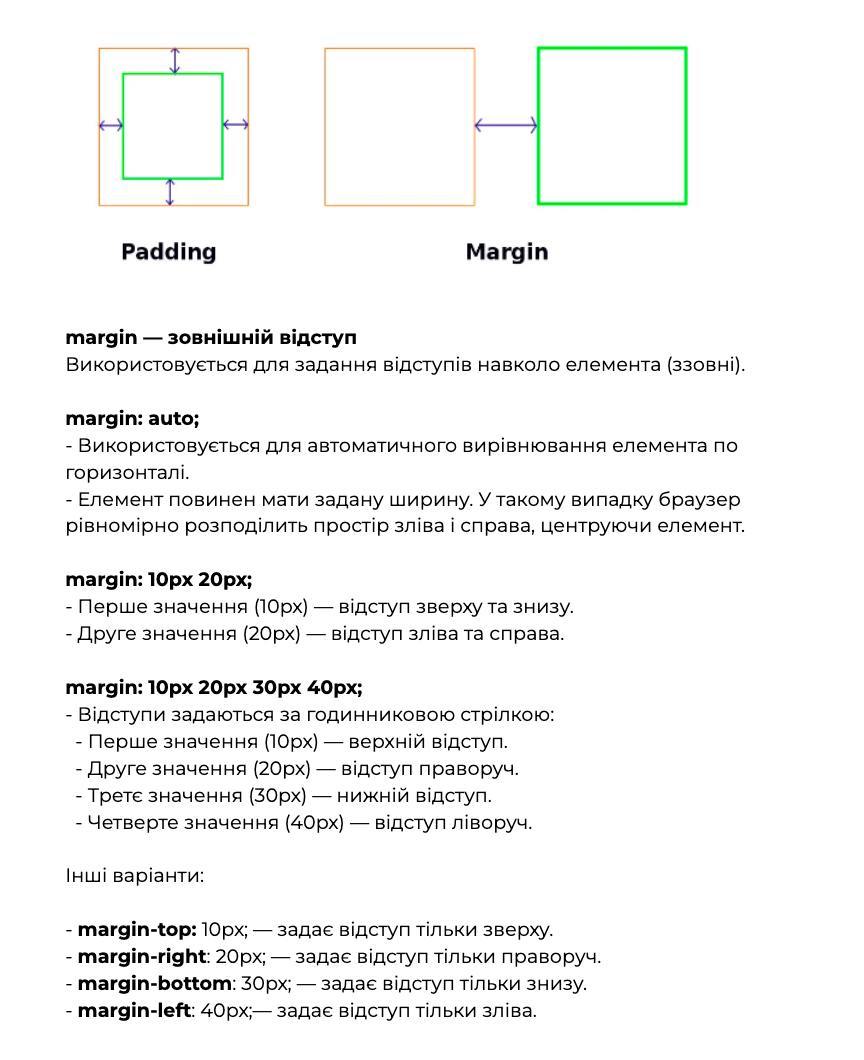 Padding
Margin
margin — зовнішній відступ
Використовується для задання відступів навколо елемента (ззовні).
margin: auto;
- Використовується для автоматичного вирівнювання елемента по
горизонталі.
- Елемент повинен мати задану ширину. У такому випадку браузер
рівномірно розподілить простір зліва і справа, центруючи елемент.
margin: 10px 20px;
- Перше значення (10px) — відступ зверху та знизу.
- Друге значення (20px) — відступ зліва та справа.
margin: 10px 20px 30px 40px;
- Відступи задаються за годинниковою стрілкою:
- Перше значення (10px) — верхній відступ.
- Друге значення (20px) — відступ праворуч.
- Третє значення (30px) — нижній відступ.
- Четверте значення (40px) — відступ ліворуч.
Інші варіанти:
- margin-top: 10px; — задає відступ тільки зверху.
- margin-right: 20px; — задає відступ тільки праворуч.
- margin-bottom: 30px; — задає відступ тільки знизу.
- margin-left: 40px;— задає відступ тільки зліва.